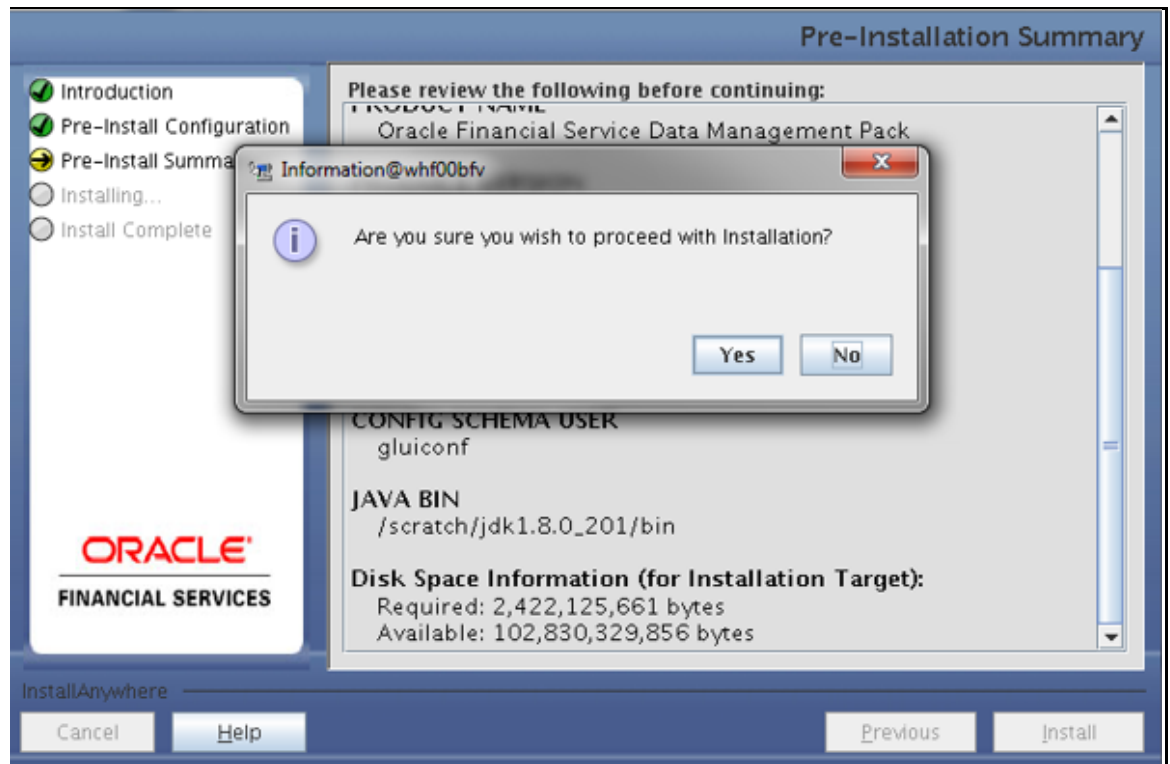 Pre-Installation Summary
Introduction
Pre-Install Configuration
Pre-Install Summa
Installing...
Install Complete
ORACLE
FINANCIAL SERVICES
Please review the following before continuing:
PRODUCT NAME
Oracle Financial Service Data Management Pack
Information@whf00bfv
Are you sure you wish to proceed with Installation?
Yes
No
CONFIG SCHEMA USER
gluiconf
JAVA BIN
/scratch/jdk1.8.0_201/bin
Disk Space Information (for Installation Target):
Required: 2,422,125,661 bytes
Available: 102,830,329,856 bytes
InstallAnywhere
Cancel
Help
Previous
Install